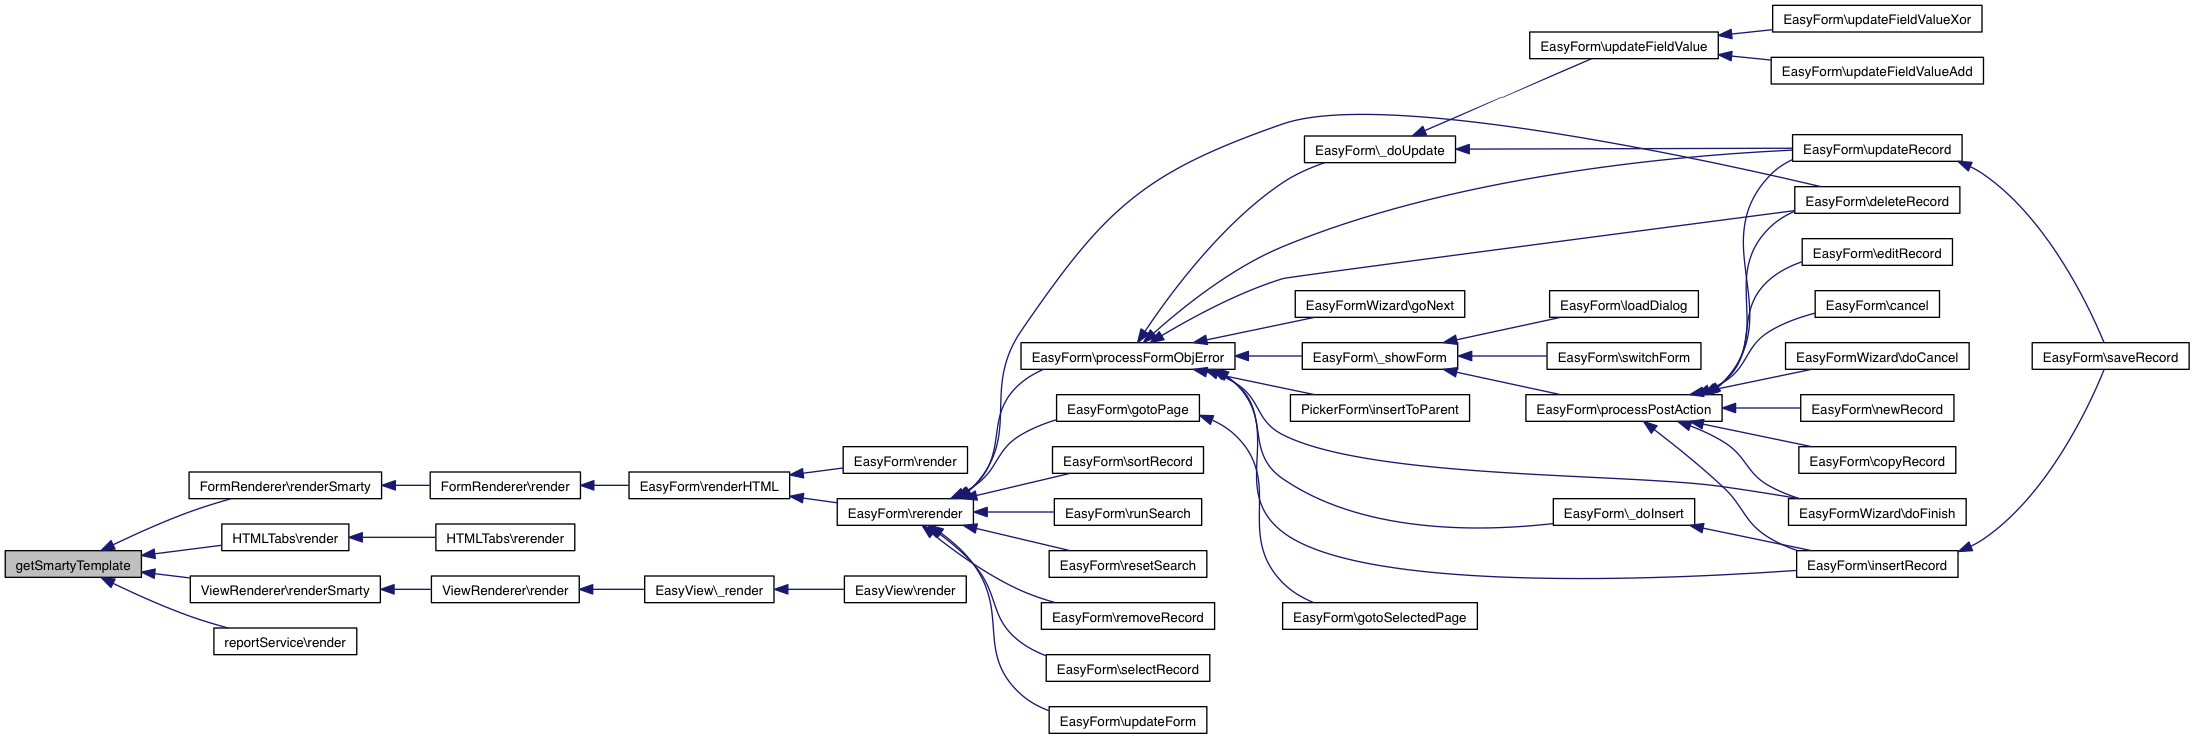 EasyForm\updateFieldValueXor
EasyForm\updateFieldValue
EasyForm\updateFieldValueAdd
EasyForm\_doUpdate
EasyForm\updateRecord
EasyForm\deleteRecord
EasyForm\editRecord
EasyFormWizard\goNext
EasyForm\loadDialog
EasyForm\cancel
EasyForm\processFormObjError
EasyForm\_showForm
EasyForm\switchForm
EasyFormWizard\doCancel
EasyForm\saveRecord
EasyForm\gotoPage
PickerForm\insertToParent
EasyForm\processPostAction
EasyForm\newRecord
EasyForm\render
EasyForm\sortRecord
EasyForm\copyRecord
FormRenderer\renderSmarty
FormRenderer\render
EasyForm\renderHTML
EasyForm\rerender
EasyForm\runSearch
EasyForm\_doInsert
EasyFormWizard\doFinish
HTMLTabs\render
HTMLTabs\rerender
getSmartyTemplate
EasyForm\resetSearch
EasyForm\insertRecord
ViewRenderer\renderSmarty
ViewRenderer\render
EasyView\_render
EasyView\render
EasyForm\removeRecord
EasyForm\gotoSelectedPage
reportService\render
EasyForm\selectRecord
EasyForm\updateForm